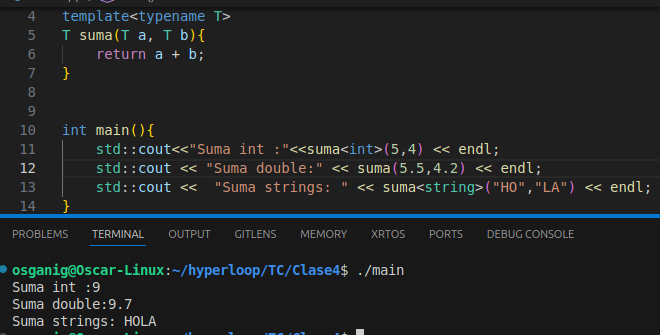 4 template<typename T>
5 T suma(T a, T b){
6     return a + b;
7 }
8
9
10 int main(){
11     std::cout<<"Suma int :"<<suma<int>(5,4) << endl;
12     std::cout << "Suma double:" << suma(5.5,4.2) << endl;
13     std::cout <<  "Suma strings: " << suma<string>("HO","LA") << endl;
14 }
PROBLEMS TERMINAL OUTPUT GITLENS MEMORY XRTOS PORTS DEBUG CONSOLE
osganig@Oscar-Linux:~/hyperloop/TC/Clase4$ ./main
Suma int :9
Suma double:9.7
Suma strings: HOLA